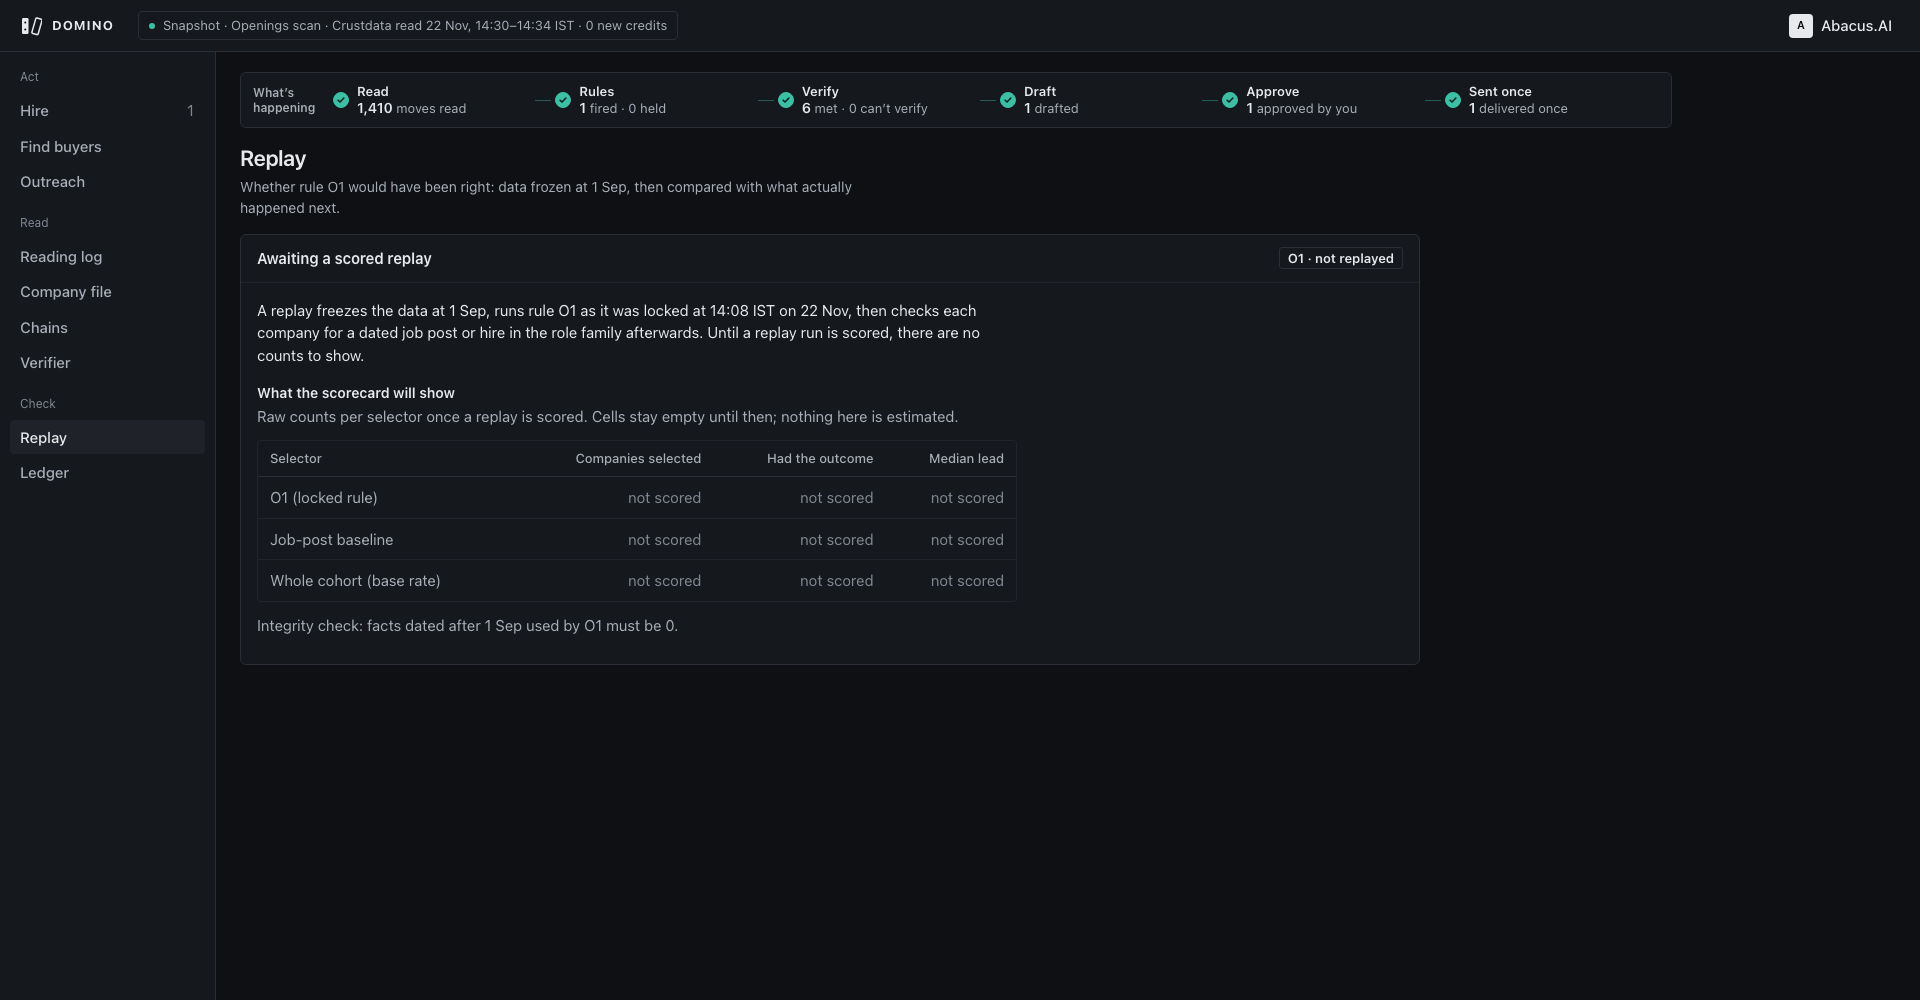 DOMINO
Snapshot · Openings scan · Crustdata read 22 Nov, 14:30–14:34 IST · 0 new credits
A
Abacus.AI
Act
Hire 1
Find buyers
Outreach
Read
Reading log
Company file
Chains
Verifier
Check
Replay
Ledger
What's
happening
Read
1,410 moves read
Rules
1 fired · 0 held
Verify
6 met · 0 can't verify
Draft
1 drafted
Approve
1 approved by you
Sent once
1 delivered once
Replay
Whether rule O1 would have been right: data frozen at 1 Sep, then compared with what actually
happened next.
Awaiting a scored replay
O1 · not replayed
A replay freezes the data at 1 Sep, runs rule O1 as it was locked at 14:08 IST on 22 Nov, then checks each
company for a dated job post or hire in the role family afterwards. Until a replay run is scored, there are no
counts to show.
What the scorecard will show
Raw counts per selector once a replay is scored. Cells stay empty until then; nothing here is estimated.
Selector Companies selected Had the outcome Median lead
O1 (locked rule) not scored not scored not scored
Job-post baseline not scored not scored not scored
Whole cohort (base rate) not scored not scored not scored
Integrity check: facts dated after 1 Sep used by O1 must be 0.